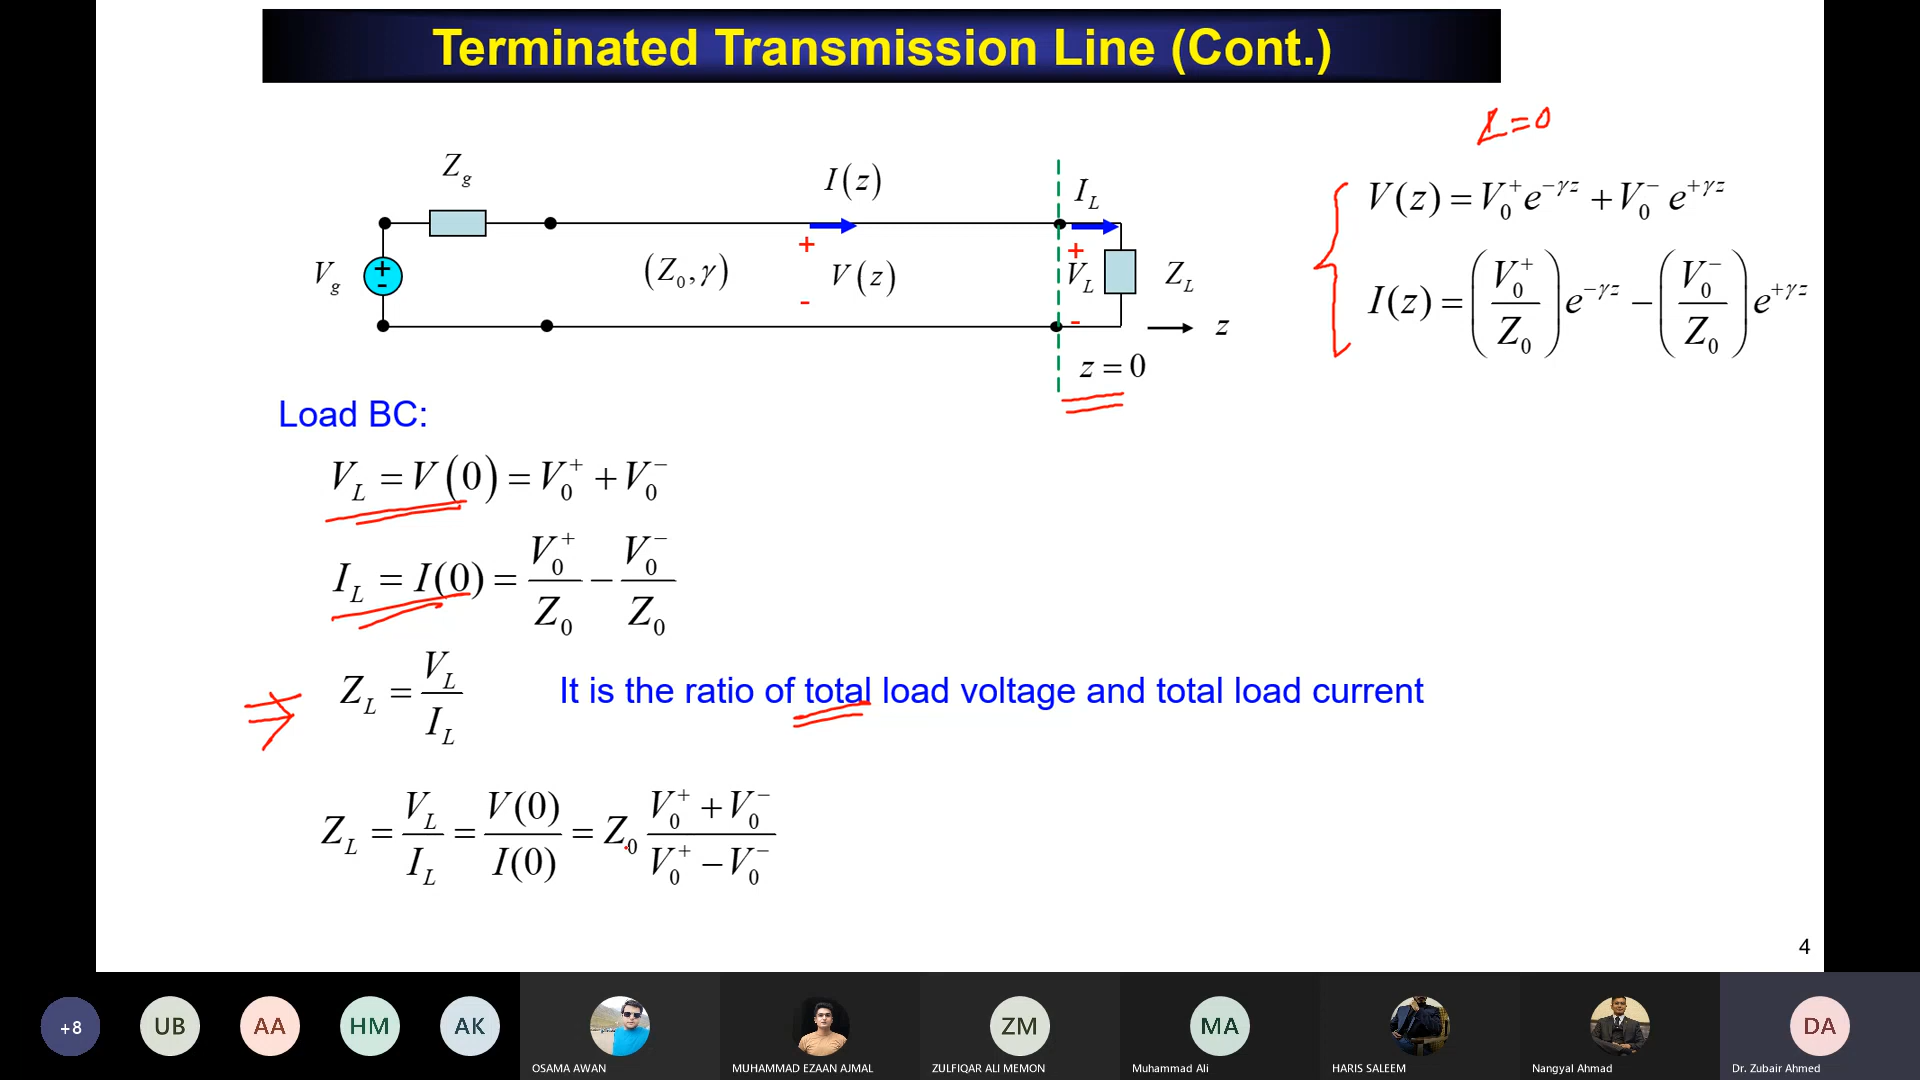 Terminated Transmission Line (Cont.)
z=0
Z_g
I(z)
I_L
V(z) = V_0^+ e^{-γz} + V_0^- e^{+γz}
V_g
+
-
(Z_0, γ)
+
V(z)
-
+
V_L
-
Z_L
I(z) = (V_0^+ / Z_0) e^{-γz} − (V_0^- / Z_0) e^{+γz}
z
z = 0
Load BC:
V_L = V(0) = V_0^+ + V_0^-
I_L = I(0) = V_0^+ / Z_0 − V_0^- / Z_0
Z_L = V_L / I_L It is the ratio of total load voltage and total load current
Z_L = V_L / I_L = V(0) / I(0) = Z_0 (V_0^+ + V_0^-) / (V_0^+ − V_0^-)
4
+8 UB AA HM AK ZM MA DA
OSAMA AWAN MUHAMMAD EZAAN AJMAL ZULFIQAR ALI MEMON Muhammad Ali HARIS SALEEM Nangyal Ahmad Dr. Zubair Ahmed